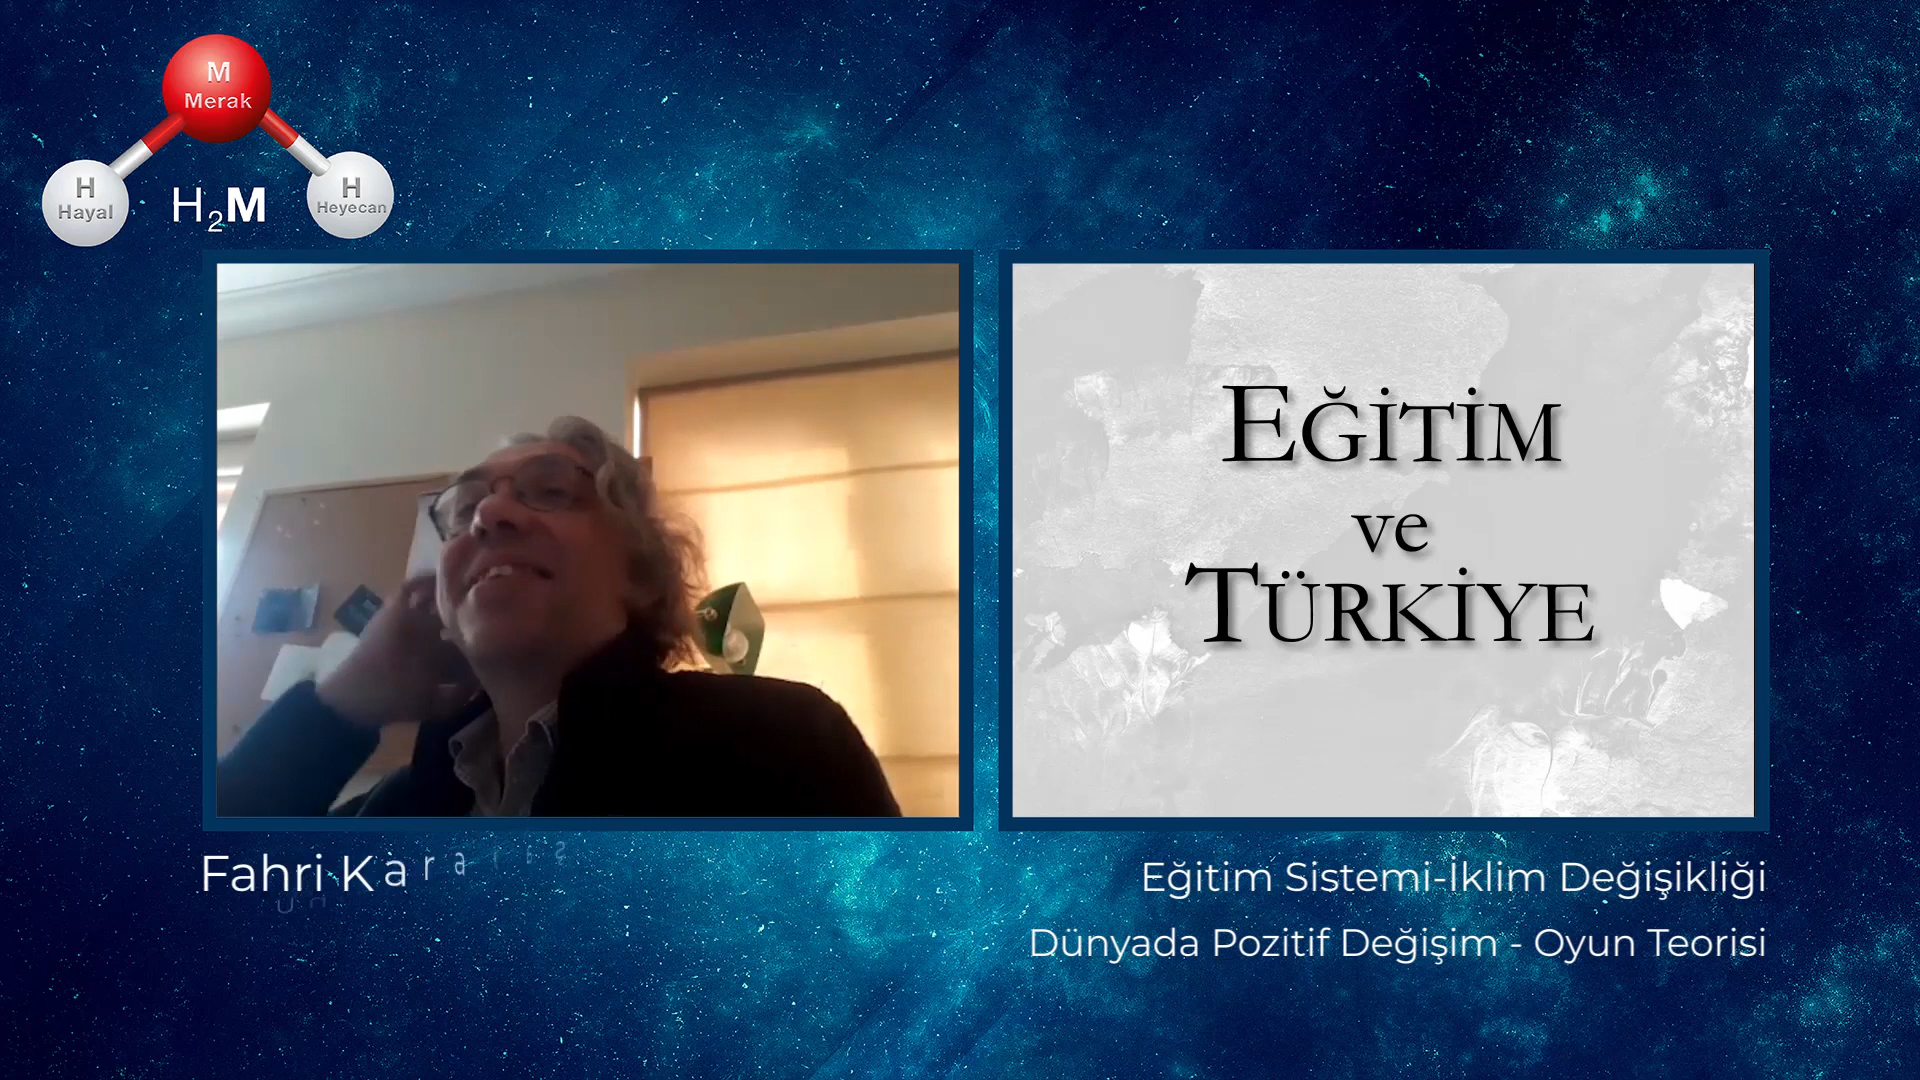 M
Merak
H
Hayal
H₂M
H
Heyecan
EĞİTİM
ve
TÜRKİYE
Fahri
Eğitim Sistemi-İklim Değişikliği
Dünyada Pozitif Değişim - Oyun Teorisi